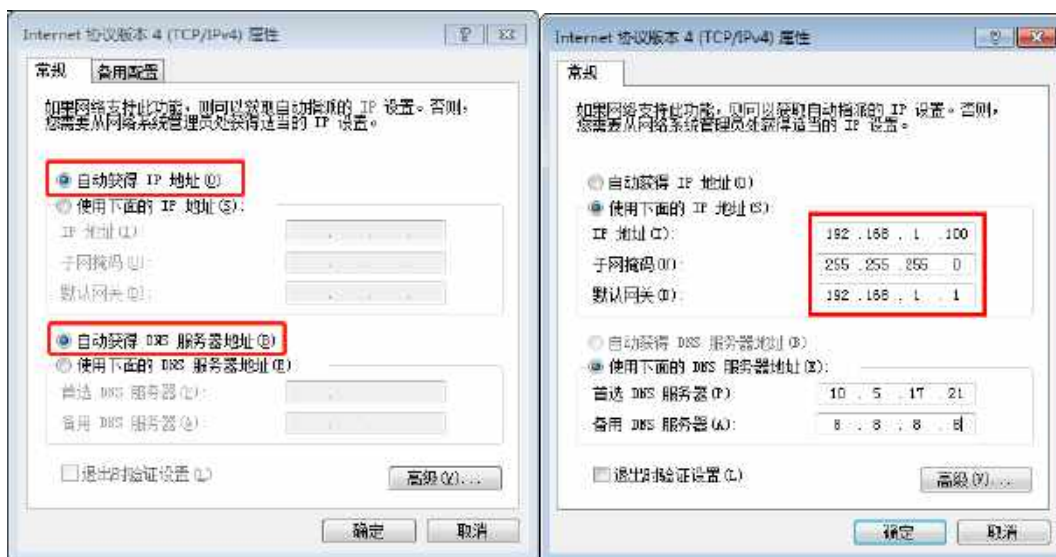 Internet 协议版本 4 (TCP/IPv4) 属性
常规
备用配置
如果网络支持此功能,则可以获取自动指派的 IP 设置。否则,
您需要从网络系统管理员处获得适当的 IP 设置。
自动获得 IP 地址(O)
使用下面的 IP 地址(S):
IP 地址(I):
子网掩码(U):
默认网关(D):
自动获得 DNS 服务器地址(B)
使用下面的 DNS 服务器地址(E):
首选 DNS 服务器(P):
备用 DNS 服务器(A):
退出时验证设置(L)
高级(V)...
确定
取消
Internet 协议版本 4 (TCP/IPv4) 属性
常规
如果网络支持此功能,则可以获取自动指派的 IP 设置。否则,
您需要从网络系统管理员处获得适当的 IP 设置。
自动获得 IP 地址(O)
使用下面的 IP 地址(S):
IP 地址(I): 192 . 168 . 1 . 100
子网掩码(U): 255 . 255 . 255 . 0
默认网关(D): 192 . 168 . 1 . 1
自动获得 DNS 服务器地址(B)
使用下面的 DNS 服务器地址(E):
首选 DNS 服务器(P): 10 . 5 . 17 . 21
备用 DNS 服务器(A): 8 . 8 . 8 . 8
退出时验证设置(L)
高级(V)...
确定
取消